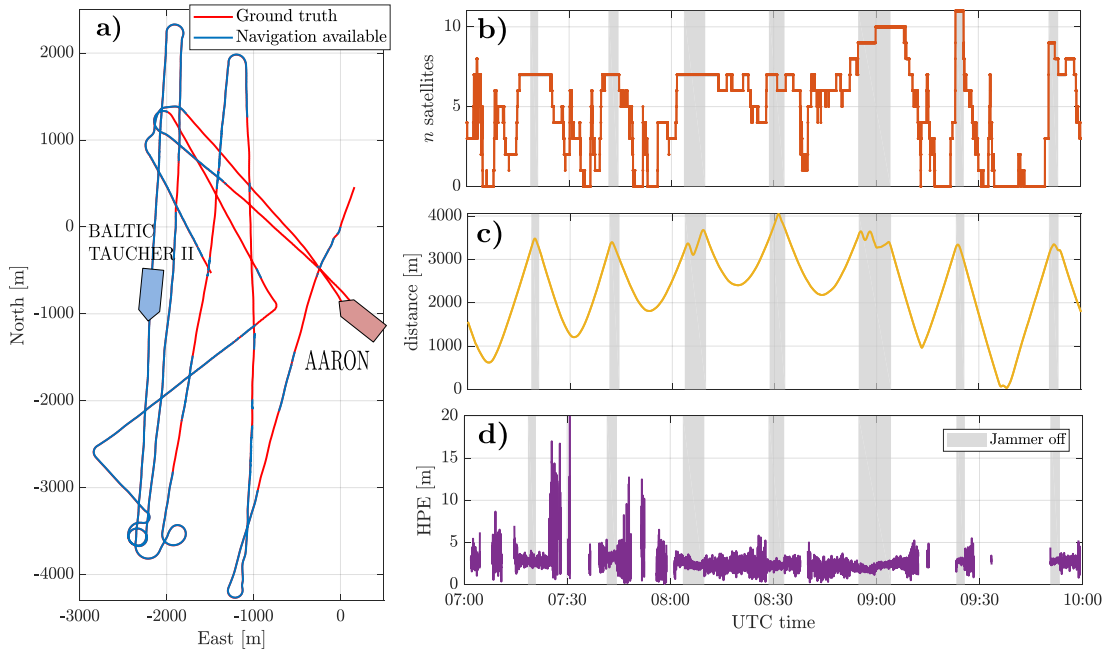 a)
Ground truth
Navigation available
2000
1000
0
-1000
-2000
-3000
-4000
North [m]
BALTIC
TAUCHER II
AARON
-3000 -2000 -1000 0
East [m]
b)
10
5
0
n satellites
c)
4000
3000
2000
1000
0
distance [m]
d)
Jammer off
20
15
10
5
0
HPE [m]
07:00 07:30 08:00 08:30 09:00 09:30 10:00
UTC time